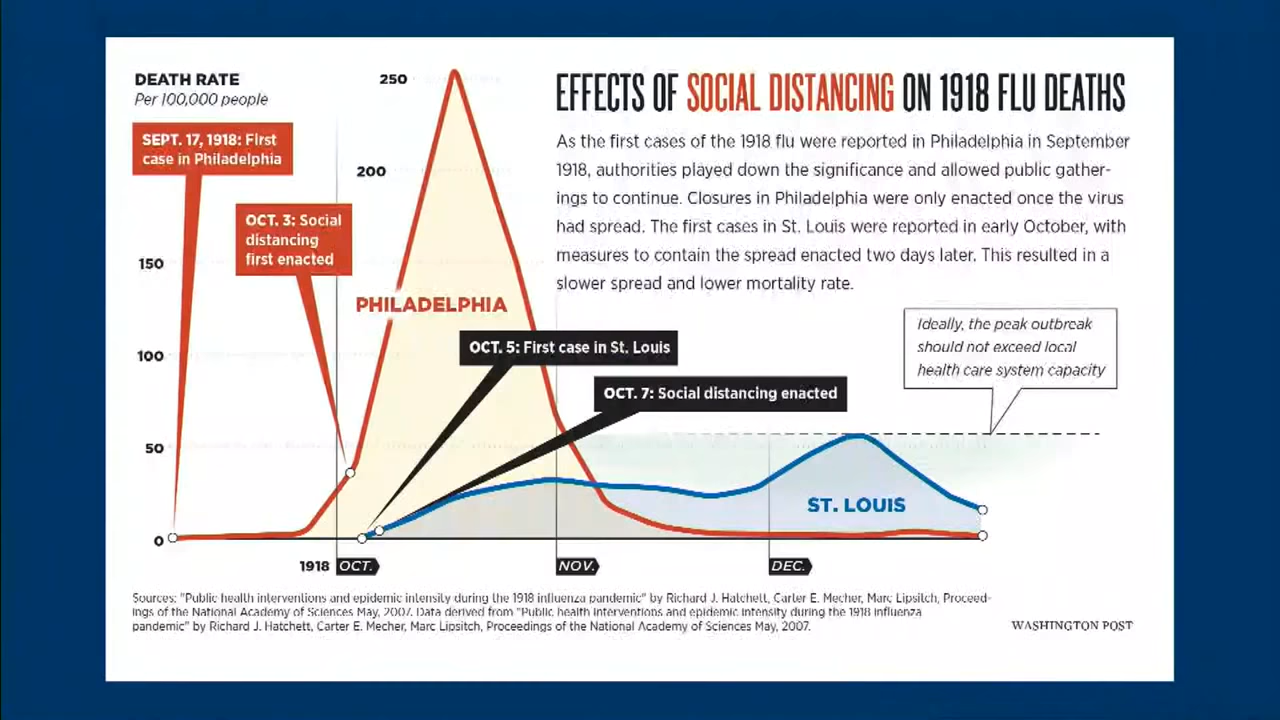 DEATH RATE
Per 100,000 people
EFFECTS OF SOCIAL DISTANCING ON 1918 FLU DEATHS
As the first cases of the 1918 flu were reported in Philadelphia in September
1918, authorities played down the significance and allowed public gather-
ings to continue. Closures in Philadelphia were only enacted once the virus
had spread. The first cases in St. Louis were reported in early October, with
measures to contain the spread enacted two days later. This resulted in a
slower spread and lower mortality rate.
250
200
150
100
50
0
SEPT. 17, 1918: First
case in Philadelphia
OCT. 3: Social
distancing
first enacted
PHILADELPHIA
OCT. 5: First case in St. Louis
OCT. 7: Social distancing enacted
Ideally, the peak outbreak
should not exceed local
health care system capacity
ST. LOUIS
1918 OCT.
NOV.
DEC.
Sources: "Public health interventions and epidemic intensity during the 1918 influenza pandemic" by Richard J. Hatchett, Carter E. Mecher, Marc Lipsitch, Proceed-
ings of the National Academy of Sciences May, 2007. Data derived from "Public health interventions and epidemic intensity during the 1918 influenza
pandemic" by Richard J. Hatchett, Carter E. Mecher, Marc Lipsitch, Proceedings of the National Academy of Sciences May, 2007.
WASHINGTON POST